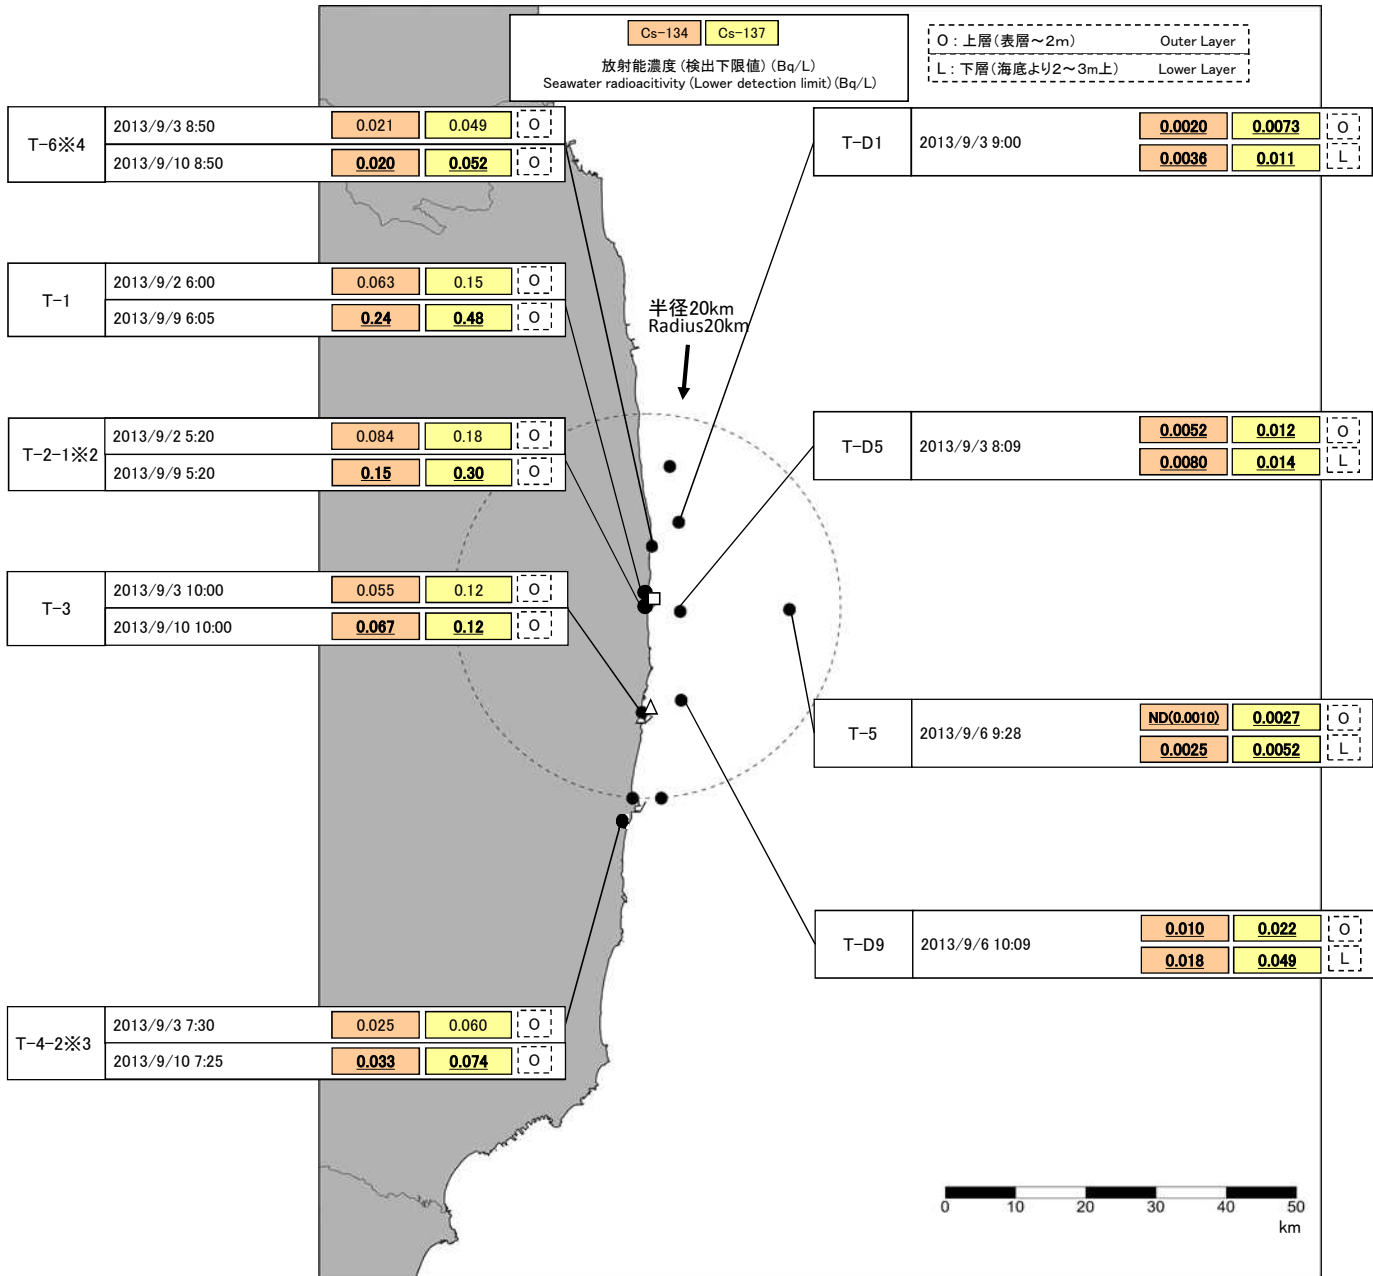 Cs-134 Cs-137
放射能濃度(検出下限値)(Bq/L)
Seawater radioacitivity (Lower detection limit)(Bq/L)
O : 上層(表層～2m) Outer Layer
L : 下層(海底より2～3m上) Lower Layer
T-6※4
2013/9/3 8:50 0.021 0.049 O
2013/9/10 8:50 0.020 0.052 O
T-D1
2013/9/3 9:00
0.0020 0.0073 O
0.0036 0.011 L
T-1
2013/9/2 6:00 0.063 0.15 O
2013/9/9 6:05 0.24 0.48 O
半径20km
Radius20km
T-2-1※2
2013/9/2 5:20 0.084 0.18 O
2013/9/9 5:20 0.15 0.30 O
T-D5
2013/9/3 8:09
0.0052 0.012 O
0.0080 0.014 L
T-3
2013/9/3 10:00 0.055 0.12 O
2013/9/10 10:00 0.067 0.12 O
T-5
2013/9/6 9:28
ND(0.0010) 0.0027 O
0.0025 0.0052 L
T-D9
2013/9/6 10:09
0.010 0.022 O
0.018 0.049 L
T-4-2※3
2013/9/3 7:30 0.025 0.060 O
2013/9/10 7:25 0.033 0.074 O
0 10 20 30 40 50
km